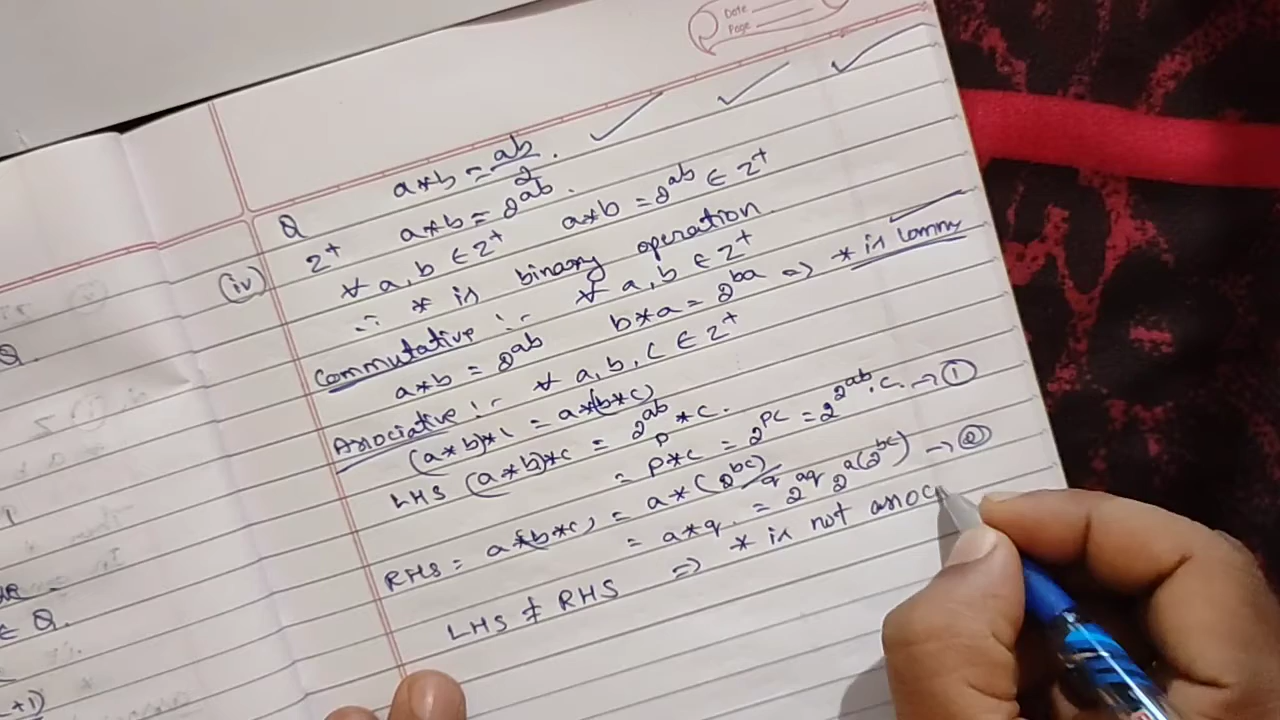 Date
Page
Q a*b = ab/2.
Z⁺ a*b = 2^ab.
(iv) ∀ a, b ∈ Z⁺ a*b = 2^ab ∈ Z⁺
∴ * is binary operation.
Commutative :- ∀ a, b ∈ Z⁺
a*b = 2^ab b*a = 2^ba ⇒ * is Commu
Associative :- ∀ a, b, c ∈ Z⁺
(a*b)*c = a*(b*c)
LHS (a*b)*c = 2^ab * c.
= P*c = 2^PC = 2^2^ab.c. → ①
RHS = a*(b*c) = a*(2^bc)
= a*q. = 2^aq 2^a(2^bc) → ②
LHS ≠ RHS ⇒ * is not assoc
Q.
∈ Q.
+1)